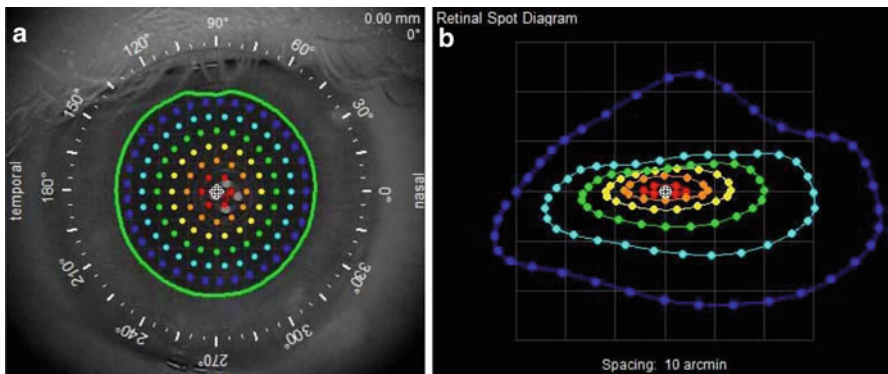 a
0.00 mm
0°
90°
120°
60°
150°
30°
temporal
180°
0°
nasal
210°
330°
240°
300°
270°
b
Retinal Spot Diagram
Spacing: 10 arcmin